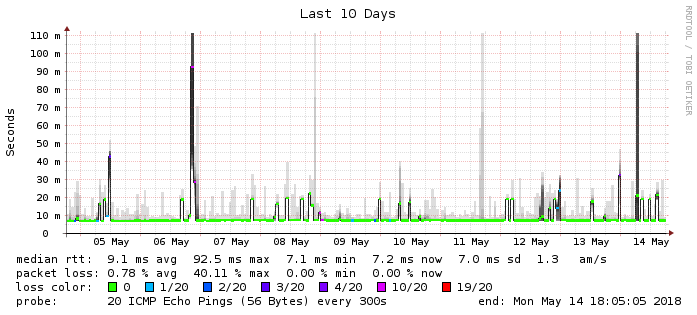 Last 10 Days
RRDTOOL / TOBI OETIKER
Seconds
110 m
100 m
90 m
80 m
70 m
60 m
50 m
40 m
30 m
20 m
10 m
0
05 May 06 May 07 May 08 May 09 May 10 May 11 May 12 May 13 May 14 May
median rtt: 9.1 ms avg 92.5 ms max 7.1 ms min 7.2 ms now 7.0 ms sd 1.3 am/s
packet loss: 0.78 % avg 40.11 % max 0.00 % min 0.00 % now
loss color: 0 1/20 2/20 3/20 4/20 10/20 19/20
probe: 20 ICMP Echo Pings (56 Bytes) every 300s end: Mon May 14 18:05:05 2018